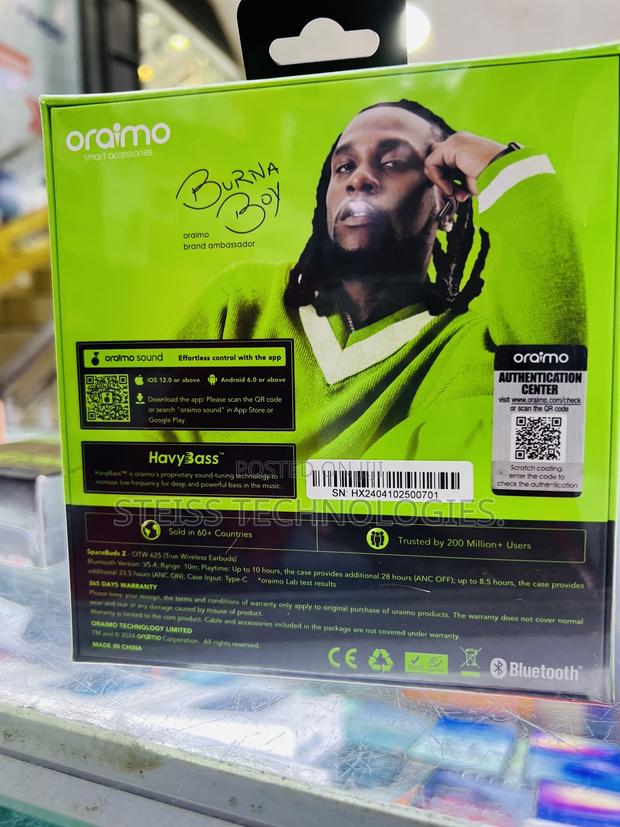 oraimo
smart accessories
BURNA
BOY
oraimo
brand ambassador
oraimo sound Effortless control with the app
iOS 12.0 or above Android 6.0 or above
Download the app: Please scan the QR code
or search "oraimo sound" in App Store or
Google Play.
oraimo
AUTHENTICATION
CENTER
visit www.oraimo.com/check
or scan the QR code
Scratch coating,
enter the code to
check the authentication
HavyBass™
HavyBass™ is oraimo's proprietary sound-tuning technology to
increase low-frequency for deep and powerful bass in the music.
SN: HX2404102500701
POSTED ON JIJI
STEISS TECHNOLOGIES.
Sold in 60+ Countries
Trusted by 200 Million+ Users
SpaceBuds Z - OTW-625 (True Wireless Earbuds)
Bluetooth Version: V5.4; Range: 10m; Playtime: Up to 10 hours, the case provides additional 28 hours (ANC OFF); up to 8.5 hours, the case provides
additional 23.5 hours (ANC ON); Case Input: Type-C *oraimo Lab test results
365 DAYS WARRANTY
Please keep your receipt, the terms and conditions of warranty only apply to original purchase of oraimo products. The warranty does not cover normal
wear and tear or any damage caused by misuse of product.
Warranty is limited to the core product. Cable and accessories included in the package are not covered under warranty.
ORAIMO TECHNOLOGY LIMITED
TM and © 2024 oraimo Corporation. All rights reserved.
MADE IN CHINA
CE
Bluetooth®